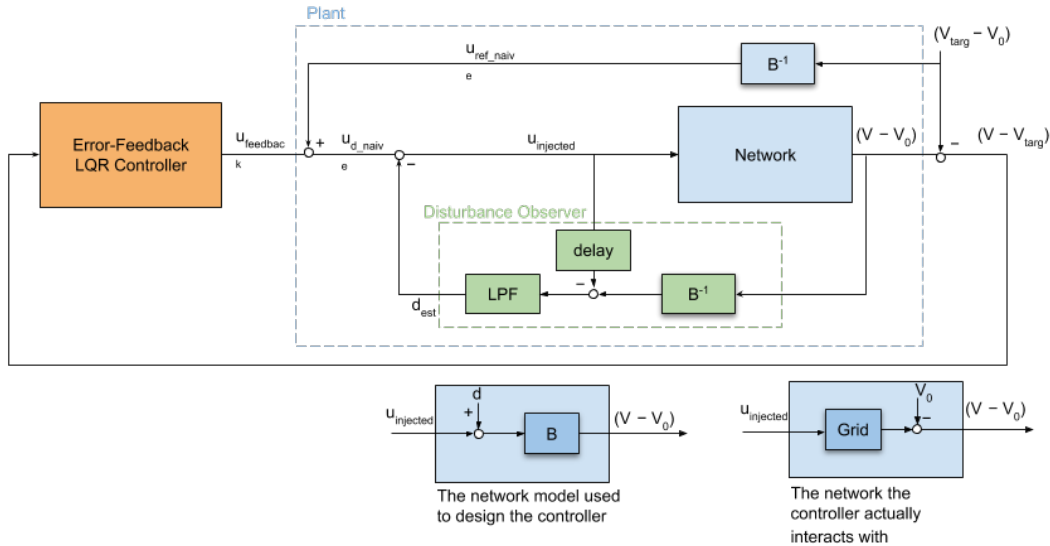 Plant
(V_targ − V_0)
u_ref_naiv
e
B^-1
Error-Feedback
LQR Controller
u_feedbac
k
+
u_d_naiv
e
−
u_injected
Network
(V − V_0)
−
(V − V_targ)
Disturbance Observer
delay
−
LPF
B^-1
d_est
d
+
u_injected
B
(V − V_0)
The network model used
to design the controller
V_0
−
u_injected
Grid
(V − V_0)
The network the
controller actually
interacts with